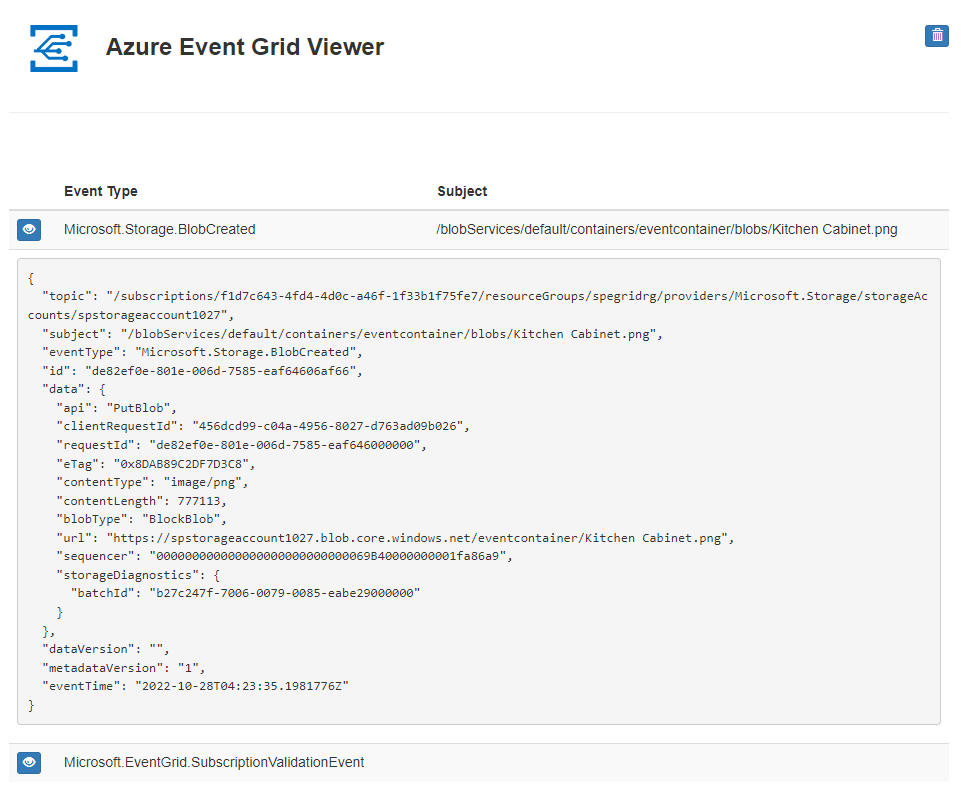 Azure Event Grid Viewer
Event Type Subject
Microsoft.Storage.BlobCreated /blobServices/default/containers/eventcontainer/blobs/Kitchen Cabinet.png
{
"topic": "/subscriptions/f1d7c643-4fd4-4d0c-a46f-1f33b1f75fe7/resourceGroups/spegridrg/providers/Microsoft.Storage/storageAc
counts/spstorageaccount1027",
"subject": "/blobServices/default/containers/eventcontainer/blobs/Kitchen Cabinet.png",
"eventType": "Microsoft.Storage.BlobCreated",
"id": "de82ef0e-801e-006d-7585-eaf64606af66",
"data": {
"api": "PutBlob",
"clientRequestId": "456dcd99-c04a-4956-8027-d763ad09b026",
"requestId": "de82ef0e-801e-006d-7585-eaf646000000",
"eTag": "0x8DAB89C2DF7D3C8",
"contentType": "image/png",
"contentLength": 777113,
"blobType": "BlockBlob",
"url": "https://spstorageaccount1027.blob.core.windows.net/eventcontainer/Kitchen Cabinet.png",
"sequencer": "00000000000000000000000000069B40000000001fa86a9",
"storageDiagnostics": {
"batchId": "b27c247f-7006-0079-0085-eabe29000000"
}
},
"dataVersion": "",
"metadataVersion": "1",
"eventTime": "2022-10-28T04:23:35.1981776Z"
}
Microsoft.EventGrid.SubscriptionValidationEvent